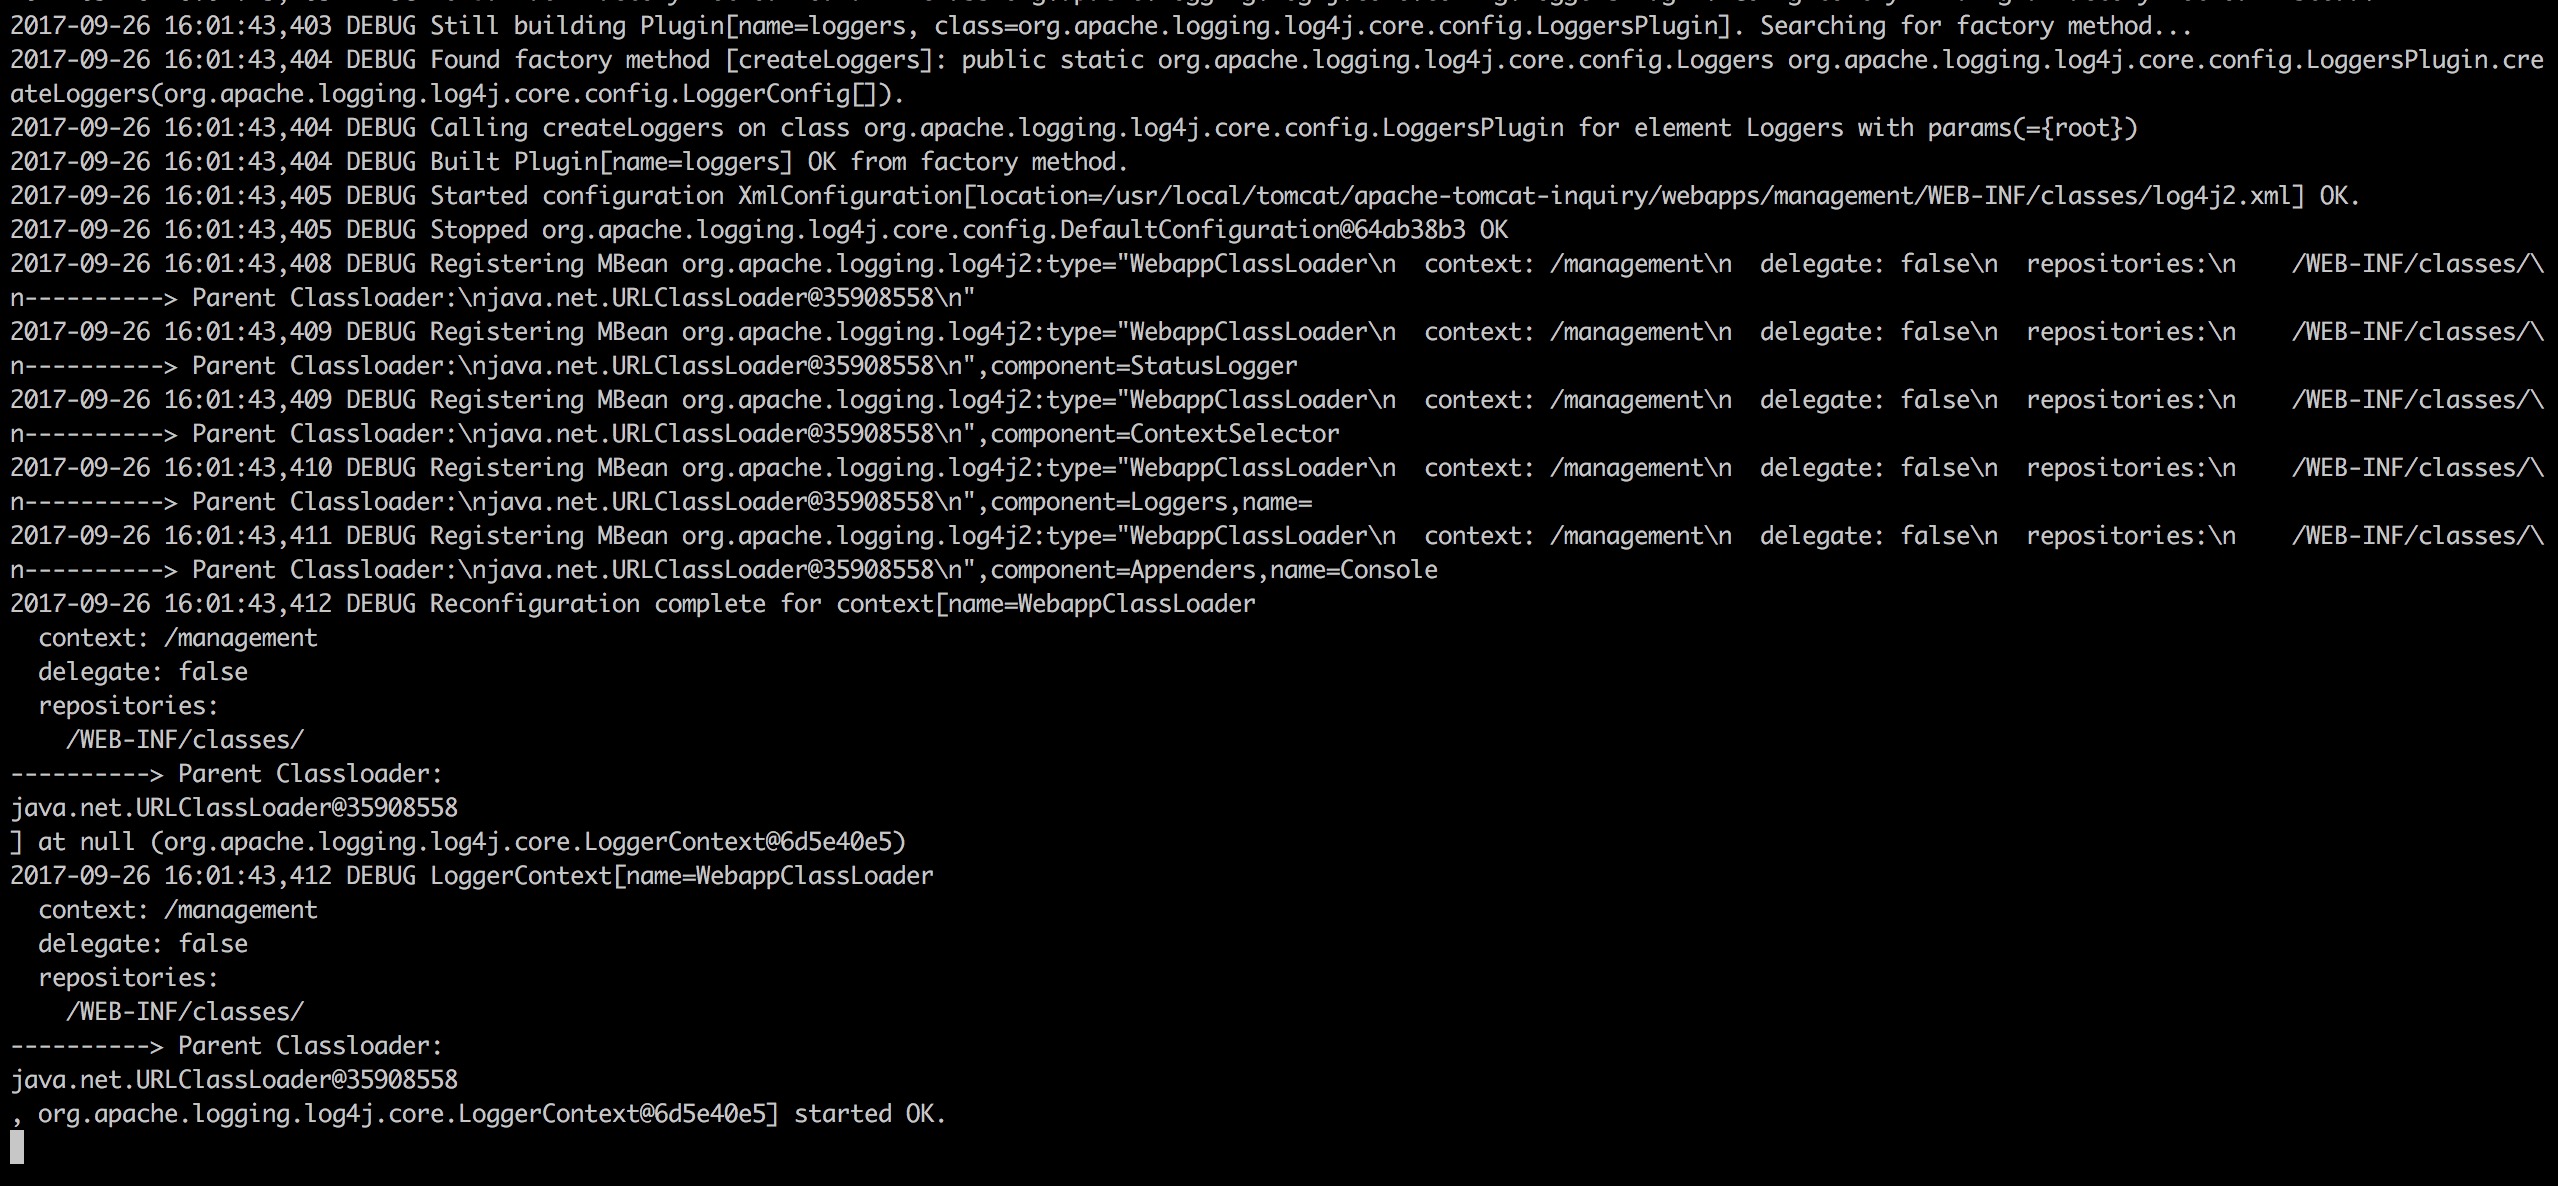 2017-09-26 16:01:43,403 DEBUG Still building Plugin[name=loggers, class=org.apache.logging.log4j.core.config.LoggersPlugin]. Searching for factory method...
2017-09-26 16:01:43,404 DEBUG Found factory method [createLoggers]: public static org.apache.logging.log4j.core.config.Loggers org.apache.logging.log4j.core.config.LoggersPlugin.cre
ateLoggers(org.apache.logging.log4j.core.config.LoggerConfig[]).
2017-09-26 16:01:43,404 DEBUG Calling createLoggers on class org.apache.logging.log4j.core.config.LoggersPlugin for element Loggers with params(={root})
2017-09-26 16:01:43,404 DEBUG Built Plugin[name=loggers] OK from factory method.
2017-09-26 16:01:43,405 DEBUG Started configuration XmlConfiguration[location=/usr/local/tomcat/apache-tomcat-inquiry/webapps/management/WEB-INF/classes/log4j2.xml] OK.
2017-09-26 16:01:43,405 DEBUG Stopped org.apache.logging.log4j.core.config.DefaultConfiguration@64ab38b3 OK
2017-09-26 16:01:43,408 DEBUG Registering MBean org.apache.logging.log4j2:type="WebappClassLoader\n  context: /management\n  delegate: false\n  repositories:\n    /WEB-INF/classes/\
n----------> Parent Classloader:\njava.net.URLClassLoader@35908558\n"
2017-09-26 16:01:43,409 DEBUG Registering MBean org.apache.logging.log4j2:type="WebappClassLoader\n  context: /management\n  delegate: false\n  repositories:\n    /WEB-INF/classes/\
n----------> Parent Classloader:\njava.net.URLClassLoader@35908558\n",component=StatusLogger
2017-09-26 16:01:43,409 DEBUG Registering MBean org.apache.logging.log4j2:type="WebappClassLoader\n  context: /management\n  delegate: false\n  repositories:\n    /WEB-INF/classes/\
n----------> Parent Classloader:\njava.net.URLClassLoader@35908558\n",component=ContextSelector
2017-09-26 16:01:43,410 DEBUG Registering MBean org.apache.logging.log4j2:type="WebappClassLoader\n  context: /management\n  delegate: false\n  repositories:\n    /WEB-INF/classes/\
n----------> Parent Classloader:\njava.net.URLClassLoader@35908558\n",component=Loggers,name=
2017-09-26 16:01:43,411 DEBUG Registering MBean org.apache.logging.log4j2:type="WebappClassLoader\n  context: /management\n  delegate: false\n  repositories:\n    /WEB-INF/classes/\
n----------> Parent Classloader:\njava.net.URLClassLoader@35908558\n",component=Appenders,name=Console
2017-09-26 16:01:43,412 DEBUG Reconfiguration complete for context[name=WebappClassLoader
  context: /management
  delegate: false
  repositories:
    /WEB-INF/classes/
----------> Parent Classloader:
java.net.URLClassLoader@35908558
] at null (org.apache.logging.log4j.core.LoggerContext@6d5e40e5)
2017-09-26 16:01:43,412 DEBUG LoggerContext[name=WebappClassLoader
  context: /management
  delegate: false
  repositories:
    /WEB-INF/classes/
----------> Parent Classloader:
java.net.URLClassLoader@35908558
, org.apache.logging.log4j.core.LoggerContext@6d5e40e5] started OK.